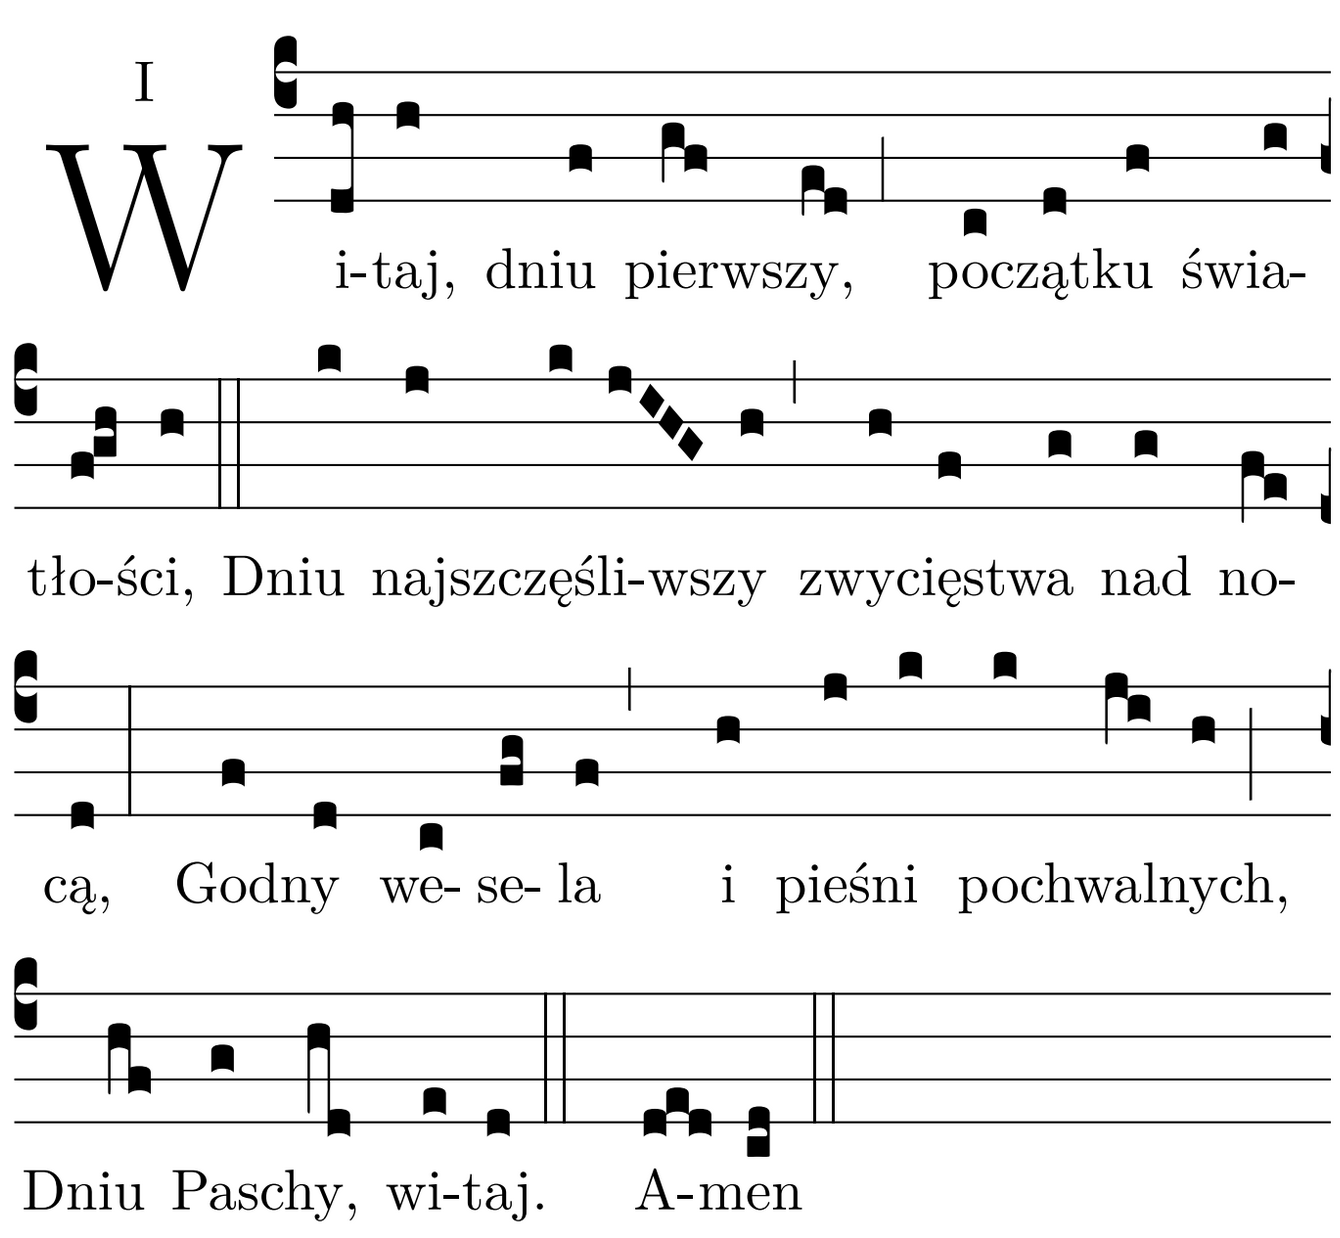 I
Wi-taj, dniu pierwszy, początku świa-
tło-ści, Dniu najszczęśli-wszy zwycięstwa nad no-
cą, Godny we- se- la i pieśni pochwalnych,
Dniu Paschy, wi-taj. A-men